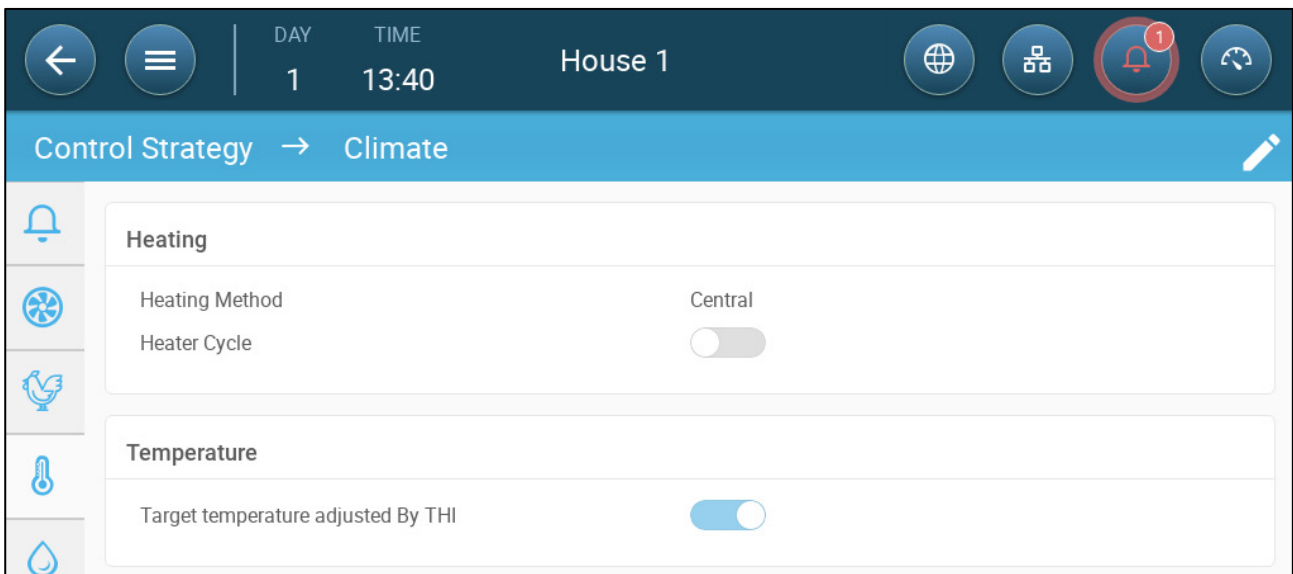 DAY TIME
1 13:40 House 1 1
Control Strategy → Climate
Heating
Heating Method Central
Heater Cycle
Temperature
Target temperature adjusted By THI